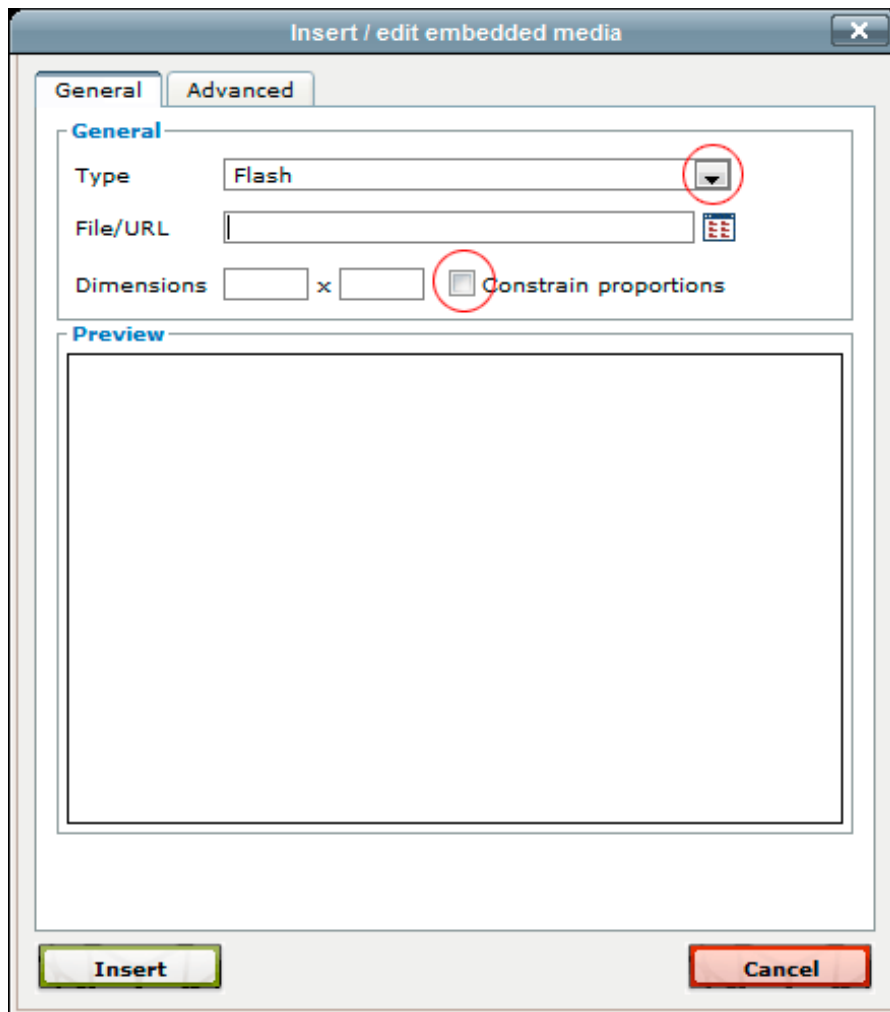 Insert / edit embedded media
General Advanced
General
Type Flash
File/URL
Dimensions x Constrain proportions
Preview
Insert Cancel